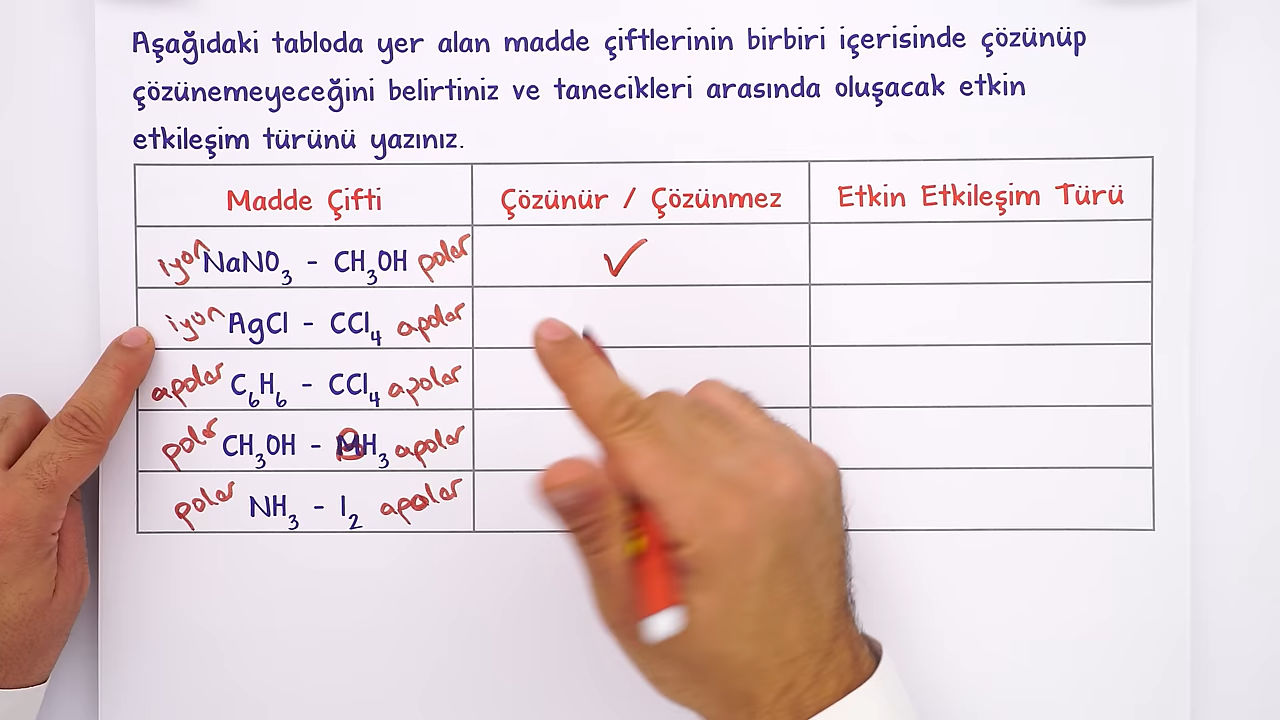 Aşağıdaki tabloda yer alan madde çiftlerinin birbiri içerisinde çözünüp
çözünemeyeceğini belirtiniz ve tanecikleri arasında oluşacak etkin
etkileşim türünü yazınız.
Madde Çifti Çözünür / Çözünmez Etkin Etkileşim Türü
iyon NaNO₃ - CH₃OH polar ✓
iyon AgCl - CCl₄ apolar
apolar C₆H₆ - CCl₄ apolar
polar CH₃OH - H₃ apolar
polar NH₃ - I₂ apolar